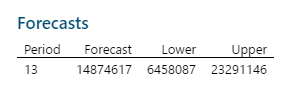 Forecasts
Period Forecast Lower Upper
13 14874617 6458087 23291146